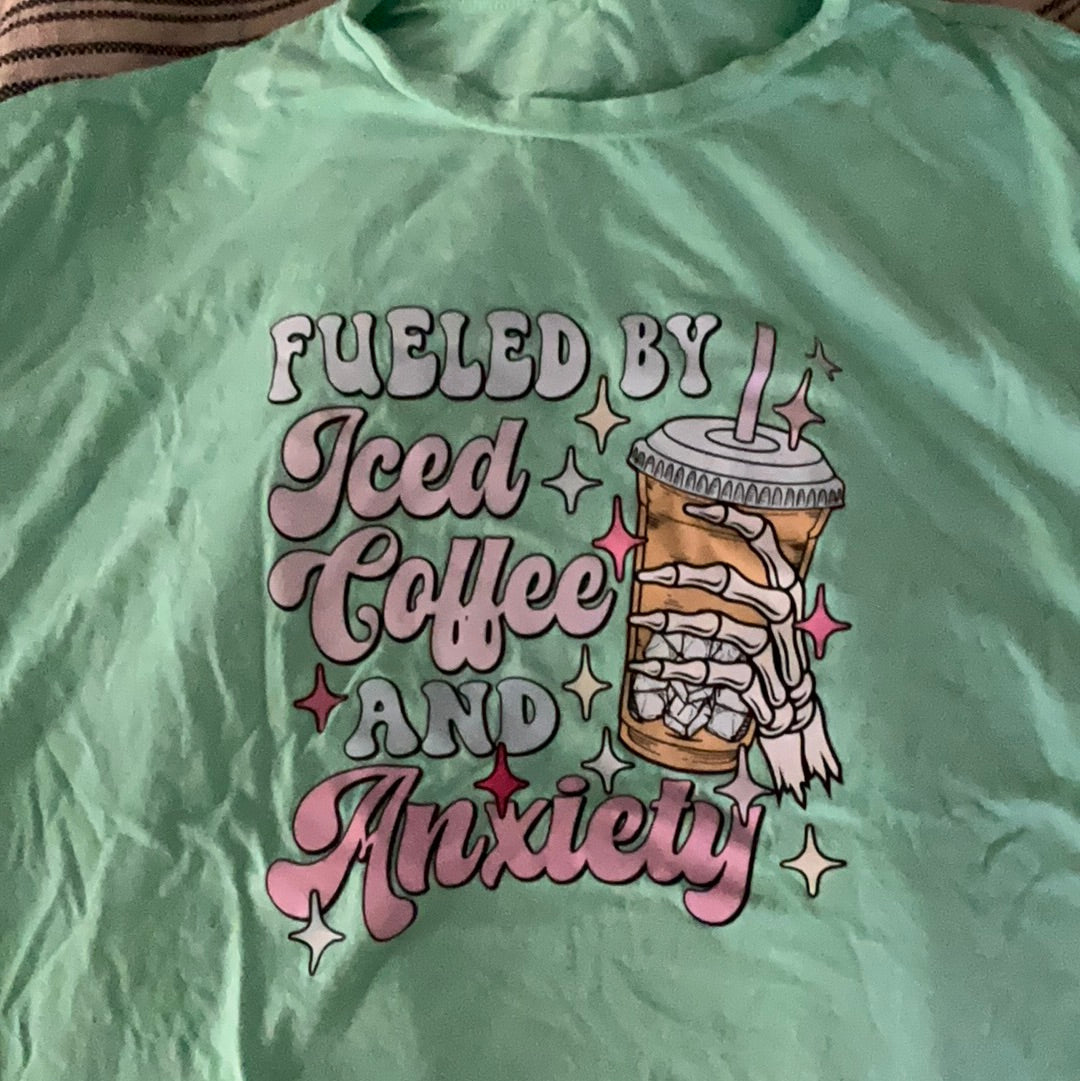 FUELED BY
Iced
Coffee
AND
Anxiety